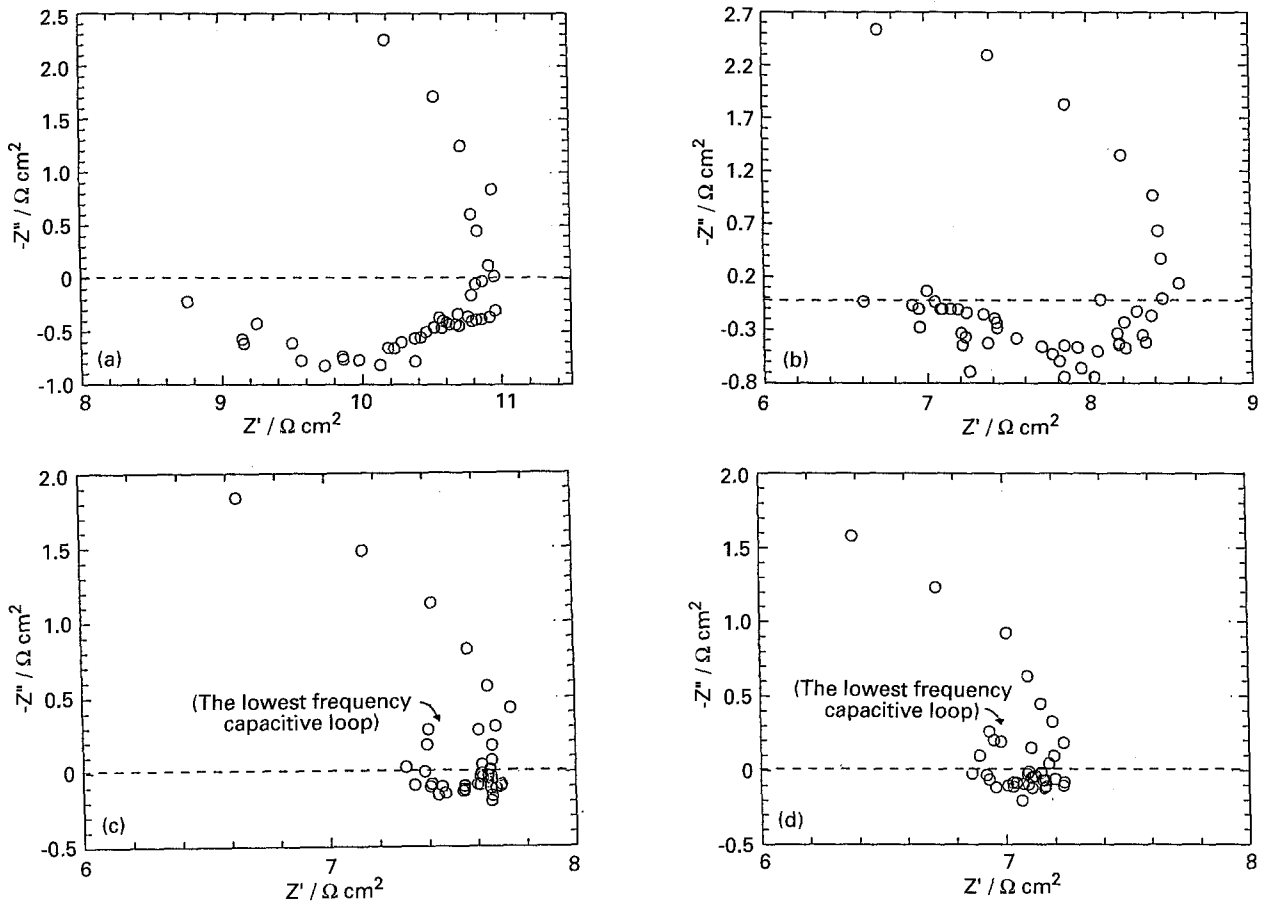 2.5
2.0
1.5
1.0
0.5
0
-0.5
-1.0
-Z" / Ω cm2
(a)
8 9 10 11
Z' / Ω cm2
2.7
2.2
1.7
1.2
0.7
0.2
-0.3
-0.8
-Z" / Ω cm2
(b)
6 7 8 9
Z' / Ω cm2
2.0
1.5
1.0
0.5
0
-0.5
-Z" / Ω cm2
(The lowest frequency
capacitive loop)
(c)
6 7 8
Z' / Ω cm2
2.0
1.5
1.0
0.5
0
-0.5
-Z" / Ω cm2
(The lowest frequency
capacitive loop)
(d)
6 7 8
Z' / Ω cm2